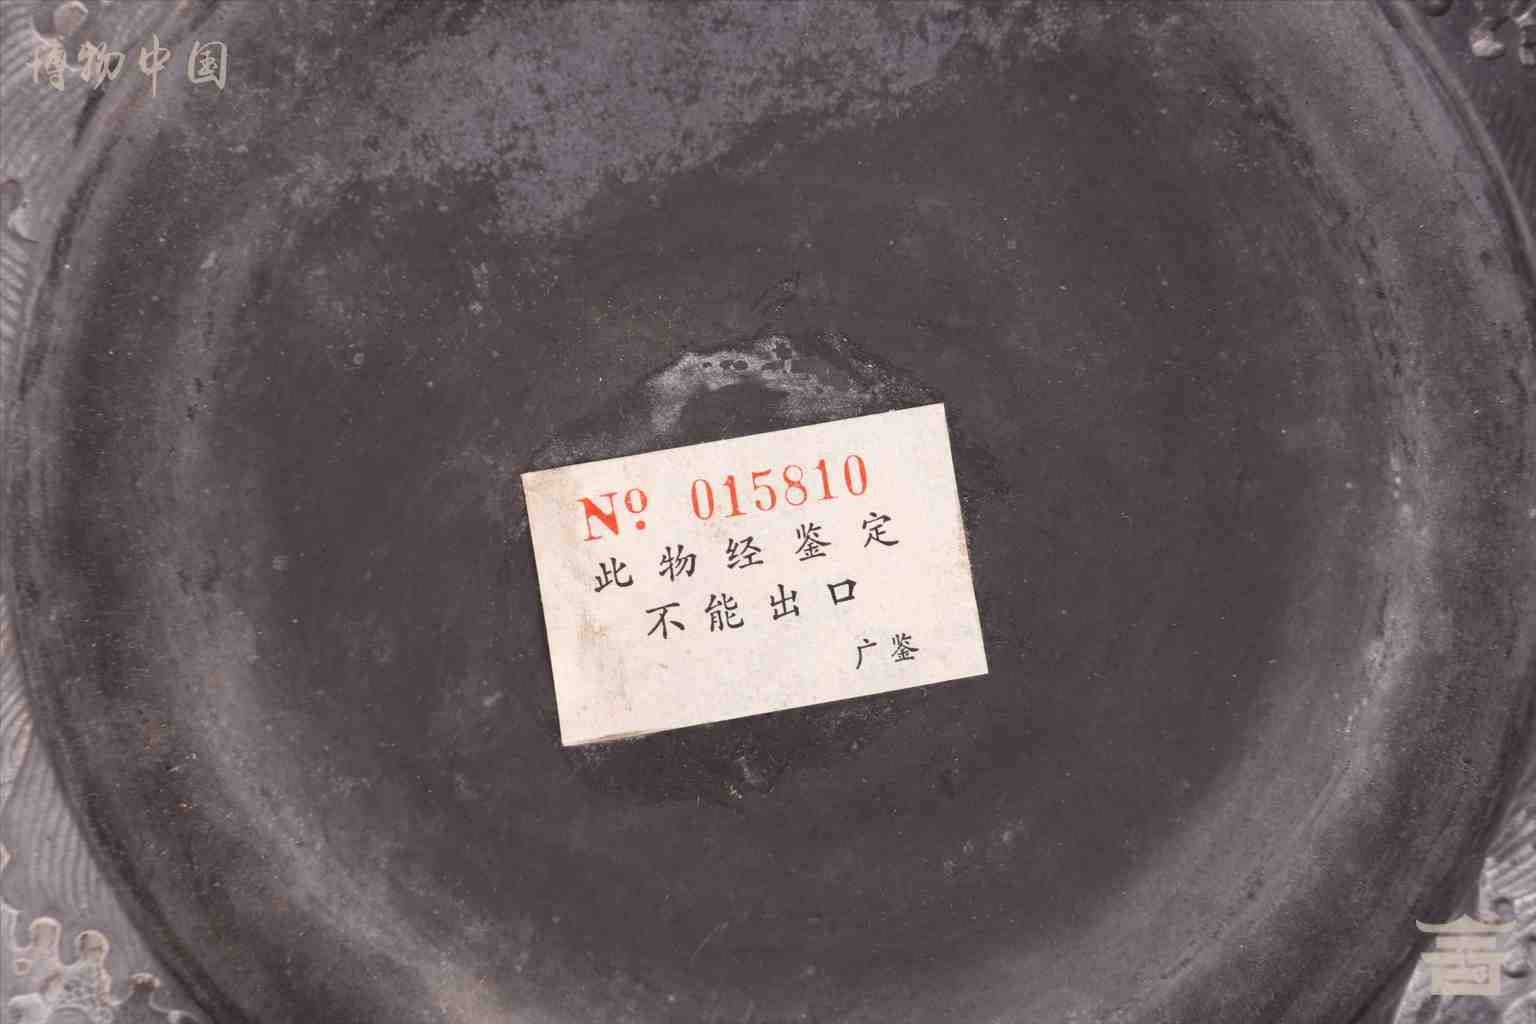 博物中国
No. 015810
此物经鉴定
不能出口
广鉴